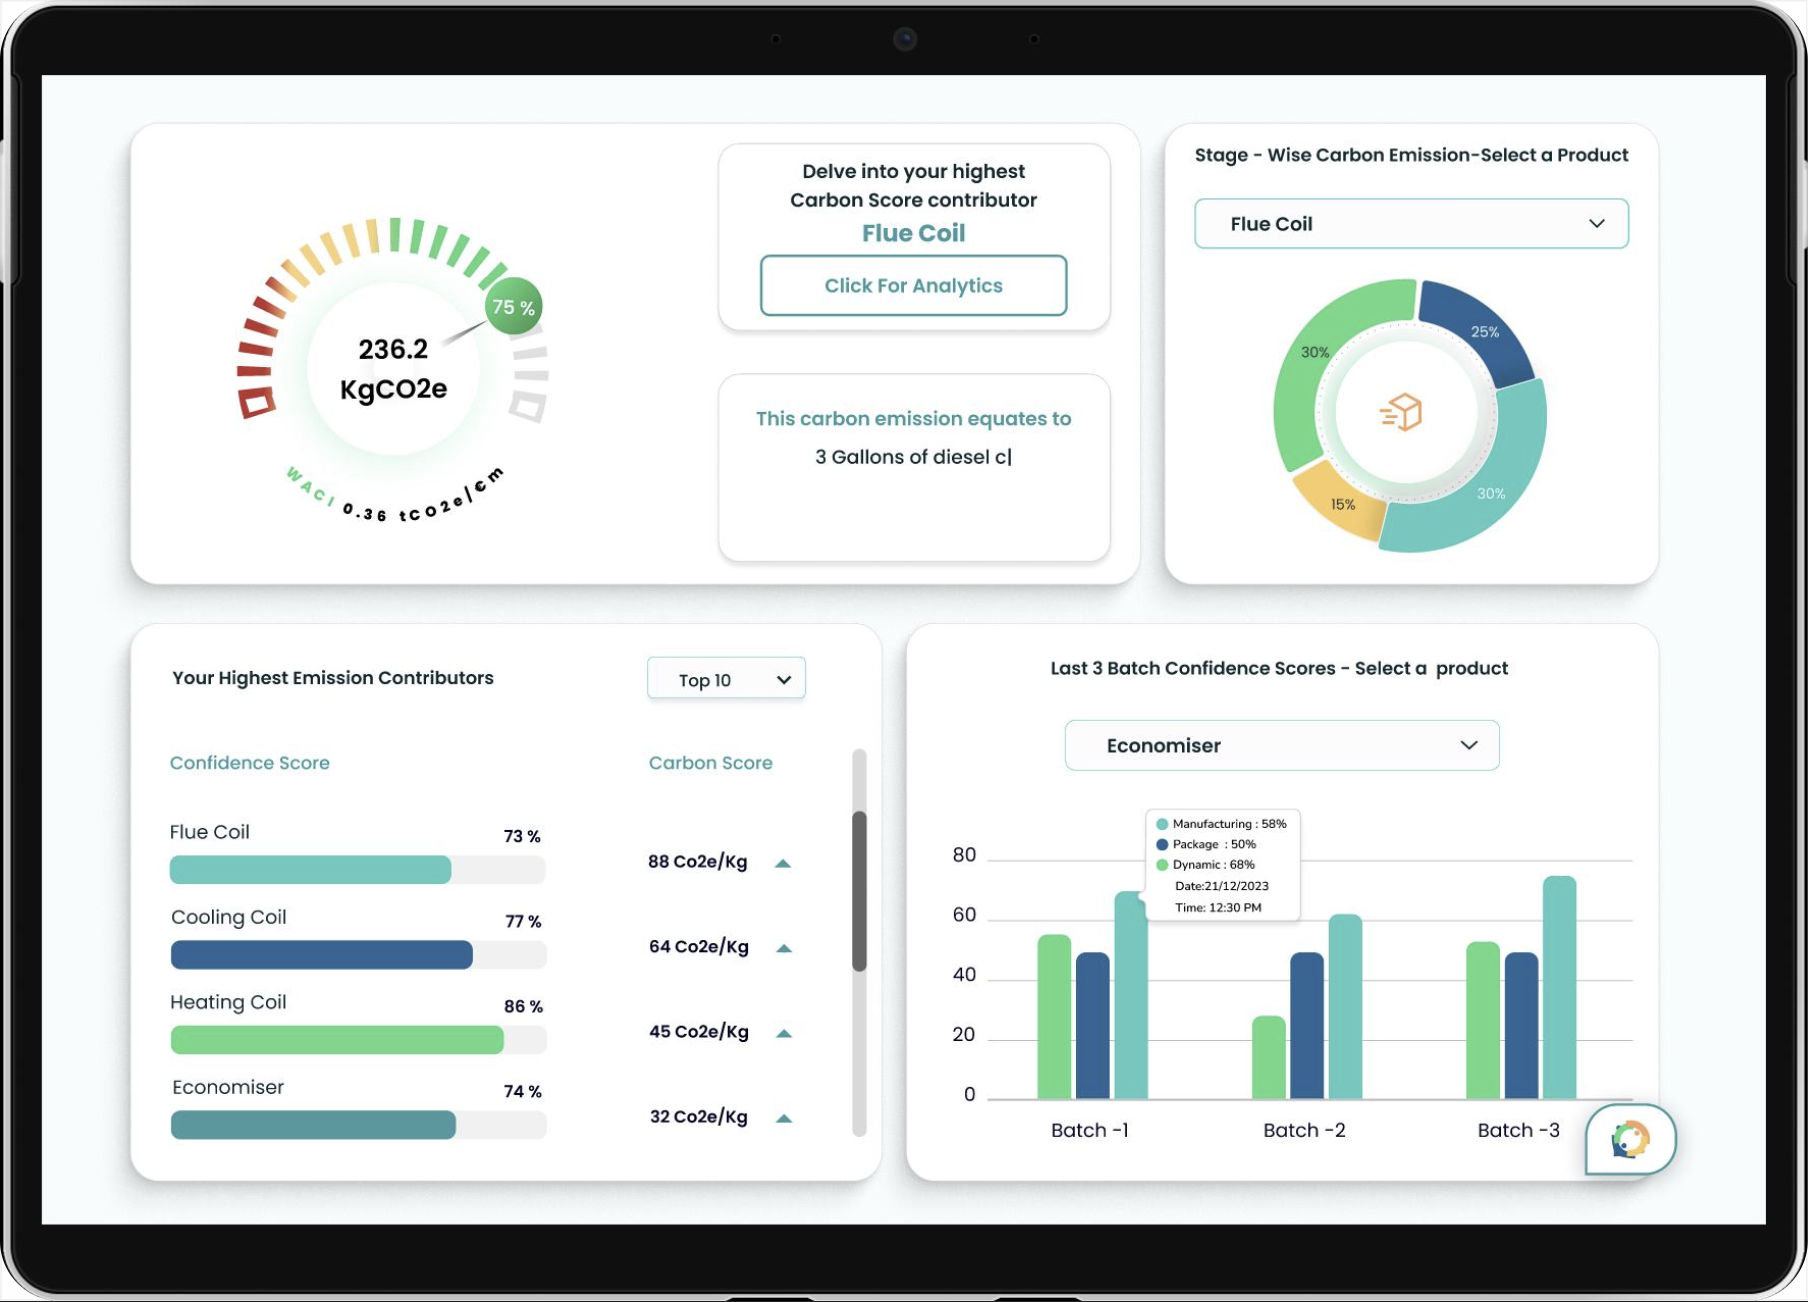 236.2
KgCO2e
75 %
WACI 0.36 tCO2e/€m
Delve into your highest
Carbon Score contributor
Flue Coil
Click For Analytics
This carbon emission equates to
3 Gallons of diesel c|
Stage - Wise Carbon Emission-Select a Product
Flue Coil
25%
30%
15%
30%
Your Highest Emission Contributors
Top 10
Confidence Score
Carbon Score
Flue Coil
73 %
88 Co2e/Kg
Cooling Coil
77 %
64 Co2e/Kg
Heating Coil
86 %
45 Co2e/Kg
Economiser
74 %
32 Co2e/Kg
Last 3 Batch Confidence Scores - Select a  product
Economiser
Manufacturing : 58%
Package  : 50%
Dynamic : 68%
Date:21/12/2023
Time: 12:30 PM
80
60
40
20
0
Batch -1
Batch -2
Batch -3